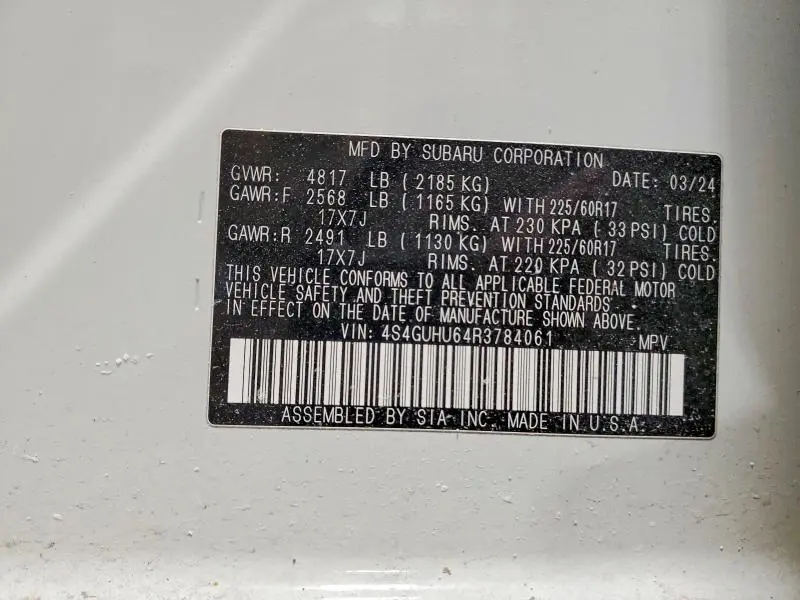 MFD BY SUBARU CORPORATION
GVWR: 4817 LB ( 2185 KG) DATE: 03/24
GAWR:F 2568 LB ( 1165 KG) WITH 225/60R17 TIRES.
17X7J RIMS. AT 230 KPA ( 33 PSI) COLD
GAWR:R 2491 LB ( 1130 KG) WITH 225/60R17 TIRES.
17X7J RIMS. AT 220 KPA ( 32 PSI) COLD
THIS VEHICLE CONFORMS TO ALL APPLICABLE FEDERAL MOTOR
VEHICLE SAFETY AND THEFT PREVENTION STANDARDS
IN EFFECT ON THE DATE OF MANUFACTURE SHOWN ABOVE.
VIN: 4S4GUHU64R3784061 MPV
ASSEMBLED BY SIA INC. MADE IN U.S.A